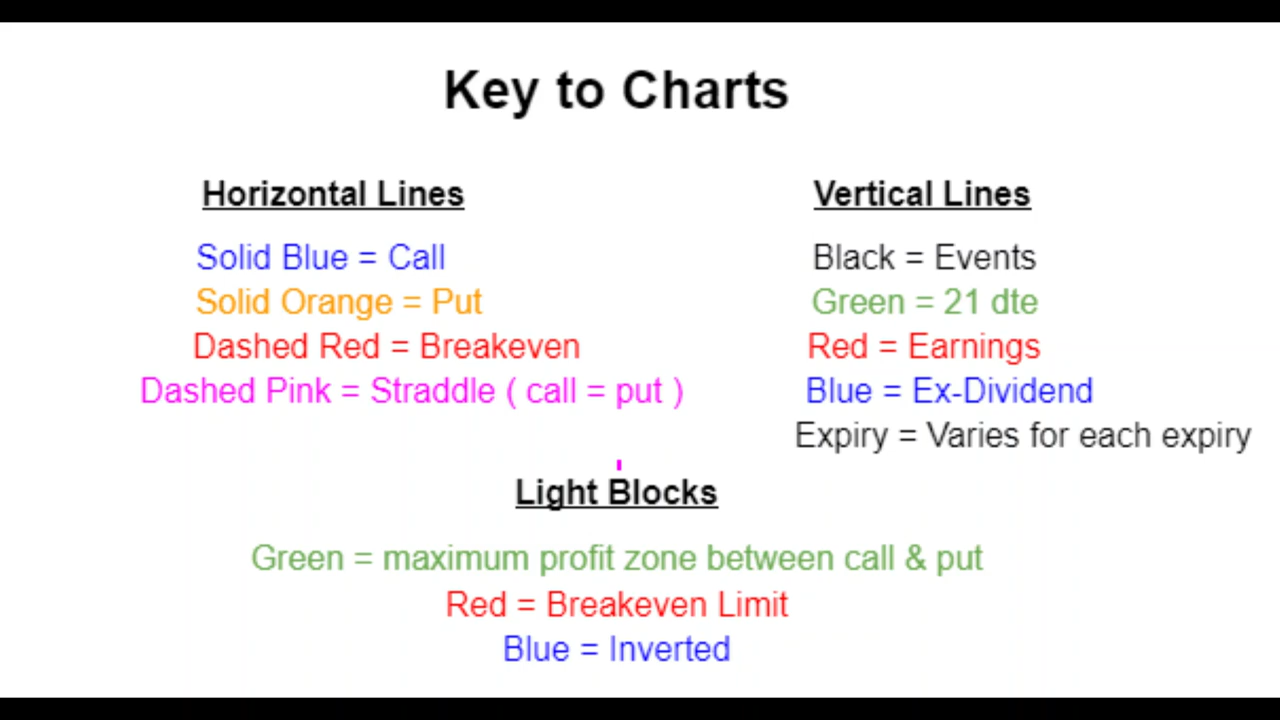 Key to Charts
Horizontal Lines
Solid Blue = Call
Solid Orange = Put
Dashed Red = Breakeven
Dashed Pink = Straddle ( call = put )
Vertical Lines
Black = Events
Green = 21 dte
Red = Earnings
Blue = Ex-Dividend
Expiry = Varies for each expiry
Light Blocks
Green = maximum profit zone between call & put
Red = Breakeven Limit
Blue = Inverted